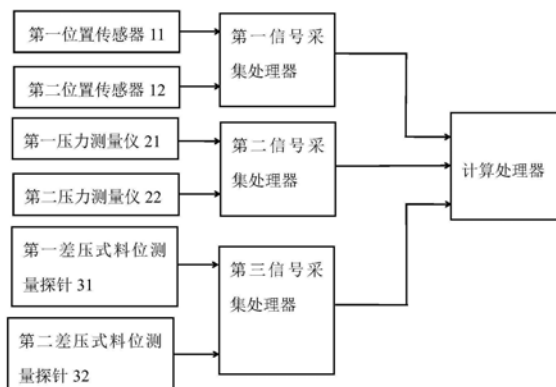 第一位置传感器 11
第二位置传感器 12
第一信号采
集处理器
第一压力测量仪 21
第二压力测量仪 22
第二信号采
集处理器
第一差压式料位测
量探针 31
第二差压式料位测
量探针 32
第三信号采
集处理器
计算处理器